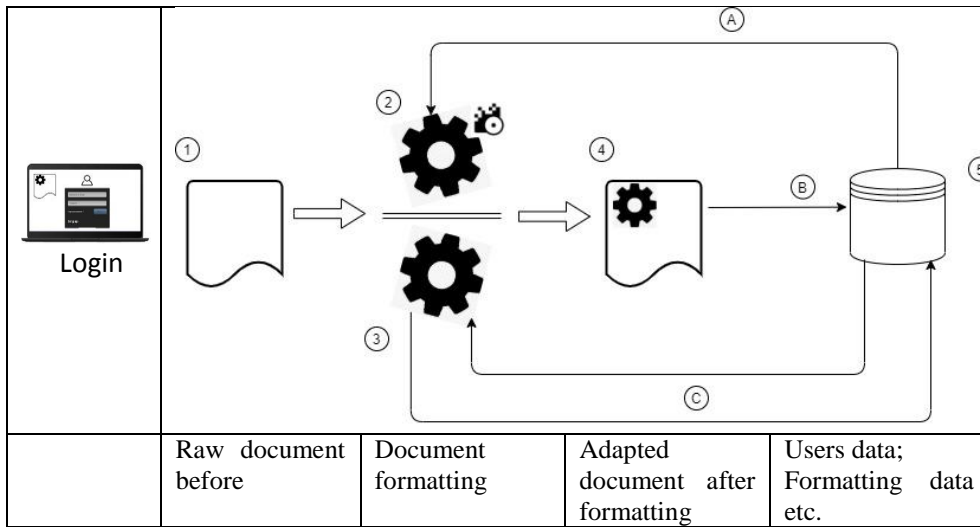 A
2
1
4
5
B
Login
3
C
Raw document
before
Document
formatting
Adapted
document after
formatting
Users data;
Formatting data
etc.